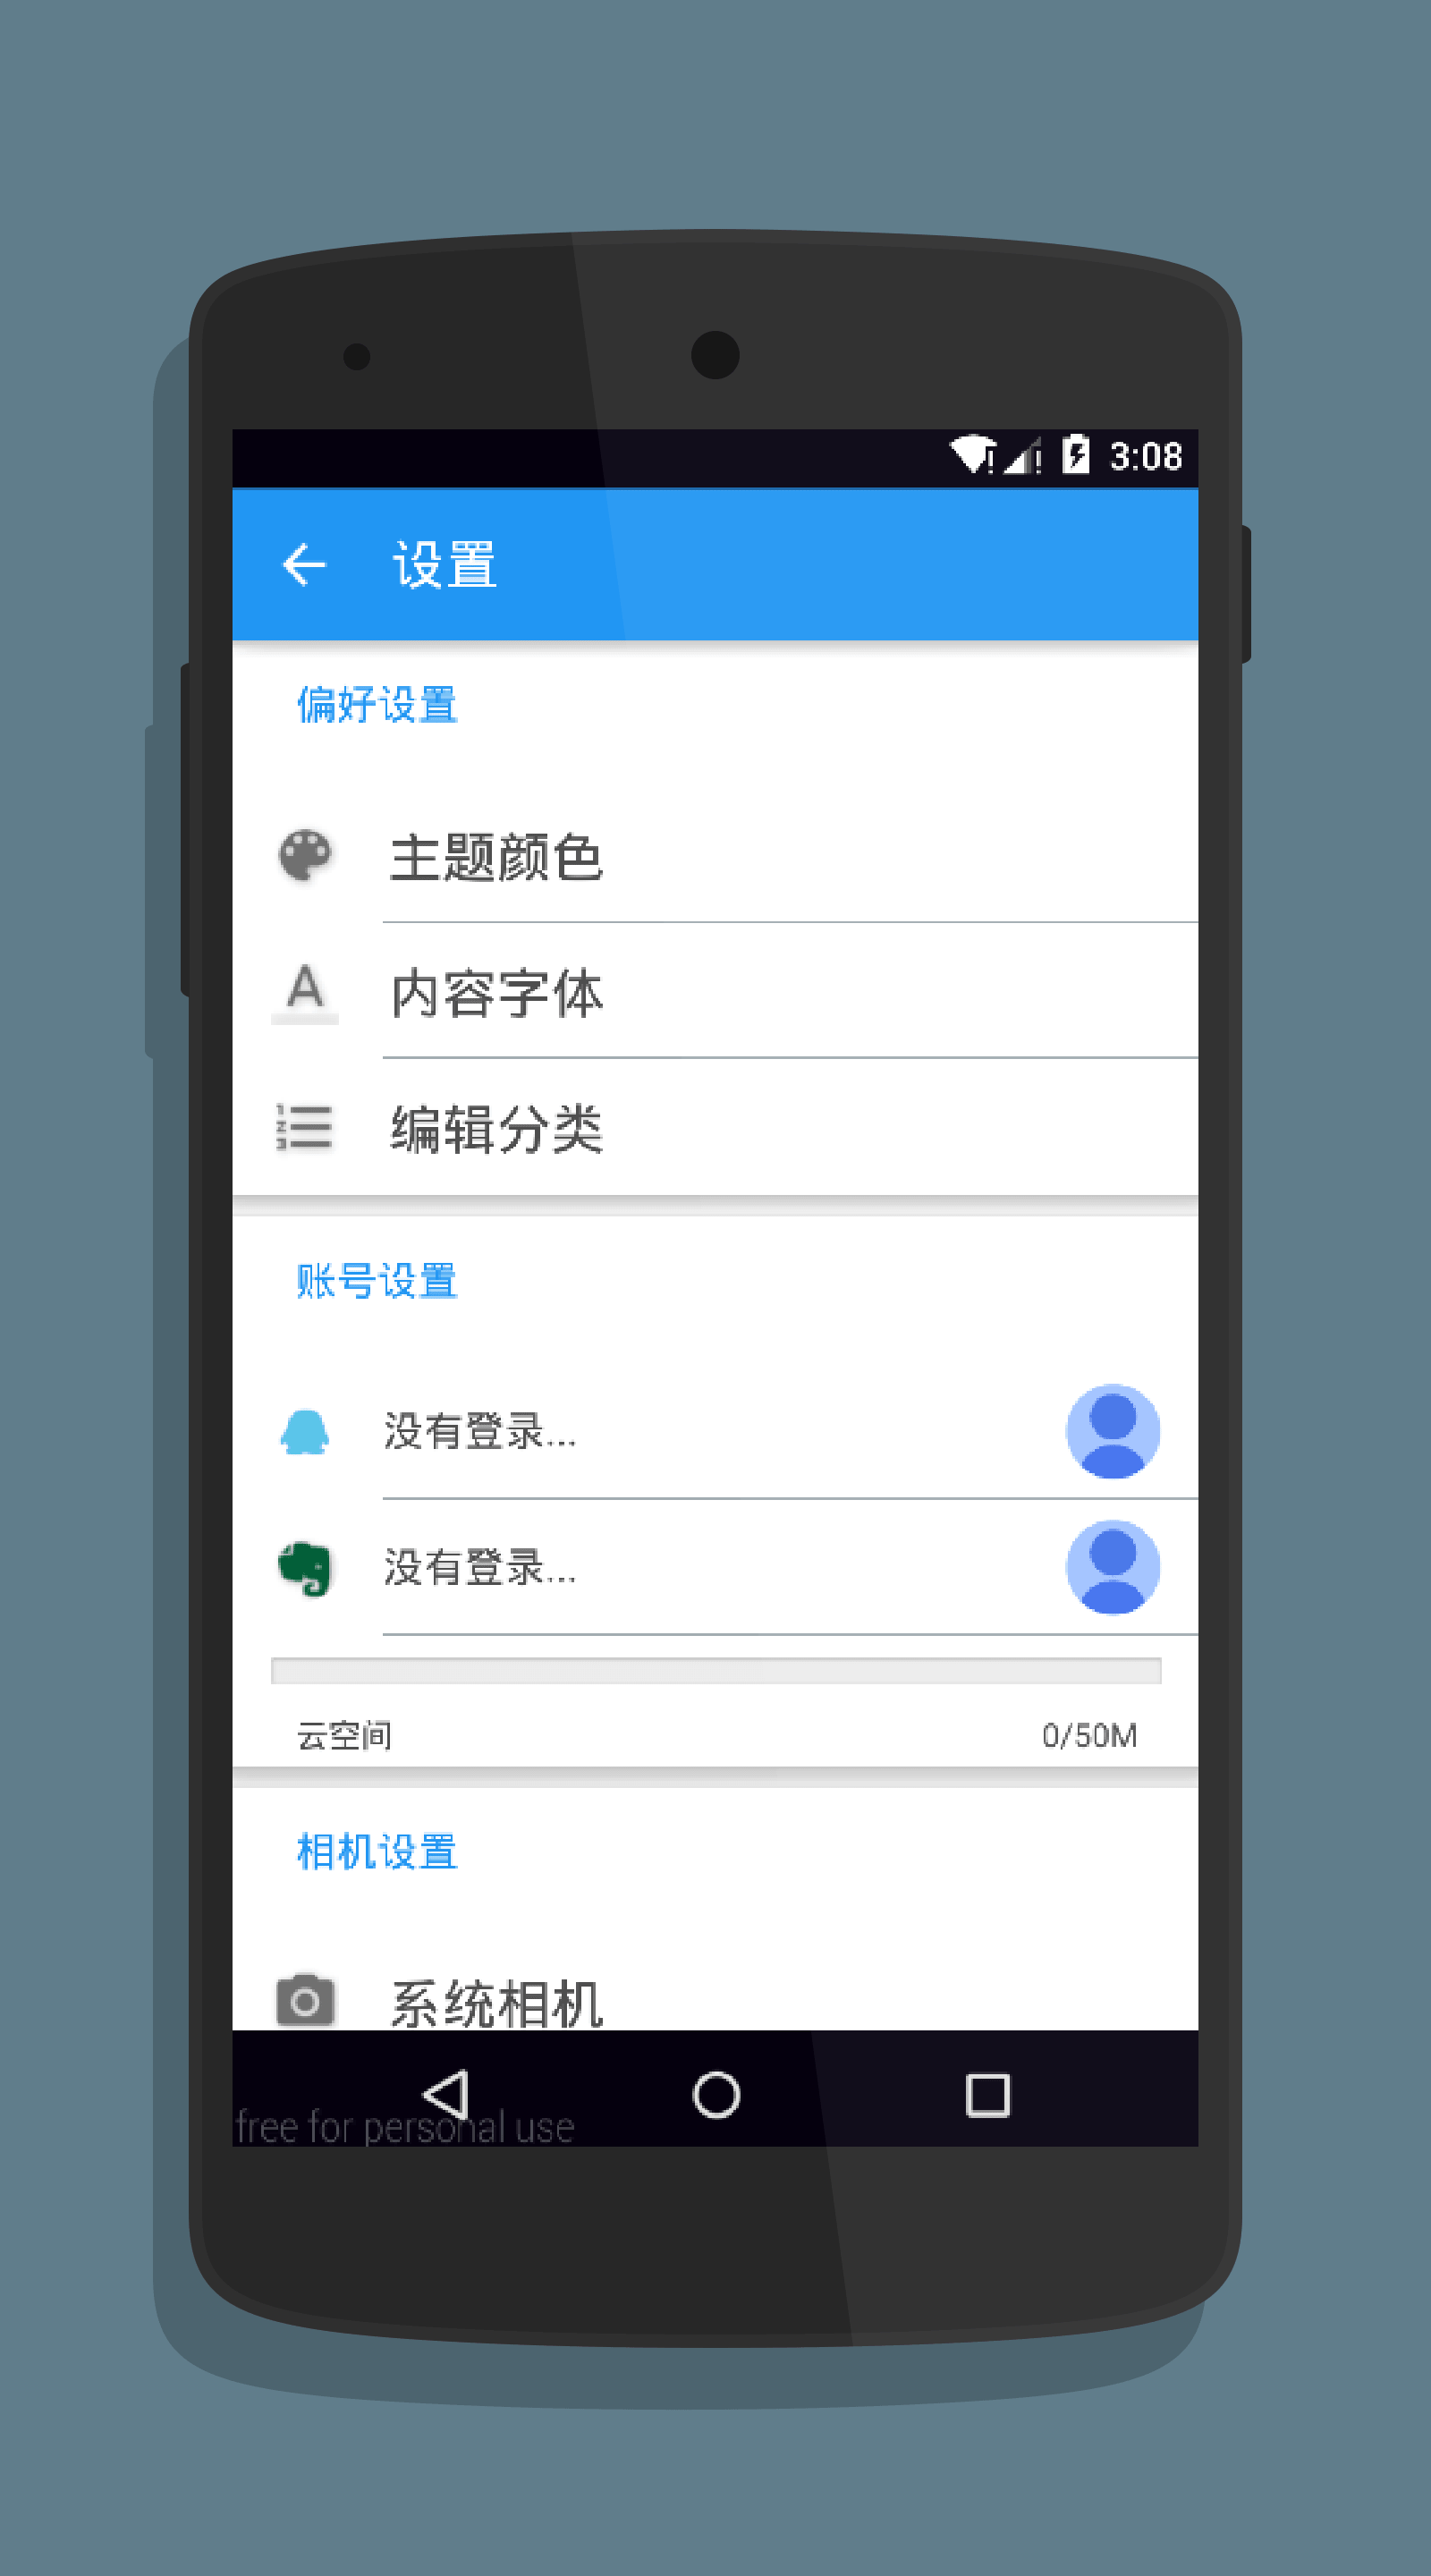 3:08
设置
偏好设置
主题颜色
内容字体
编辑分类
账号设置
没有登录...
没有登录...
云空间 0/50M
相机设置
系统相机
free for personal use